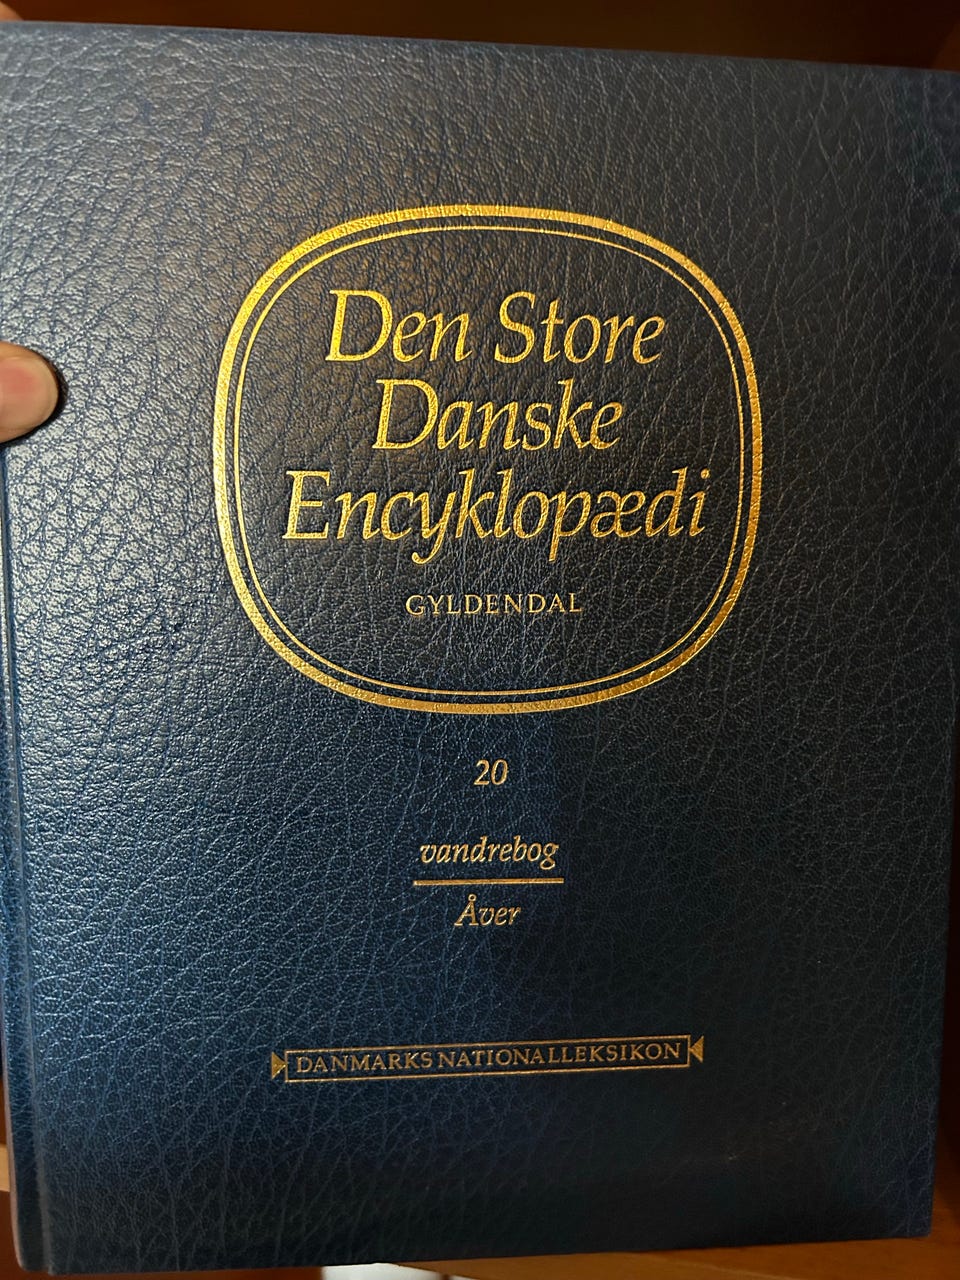 Den Store
Danske
Encyklopædi
GYLDENDAL
20
vandrebog
Åver
DANMARKS NATIONALLEKSIKON